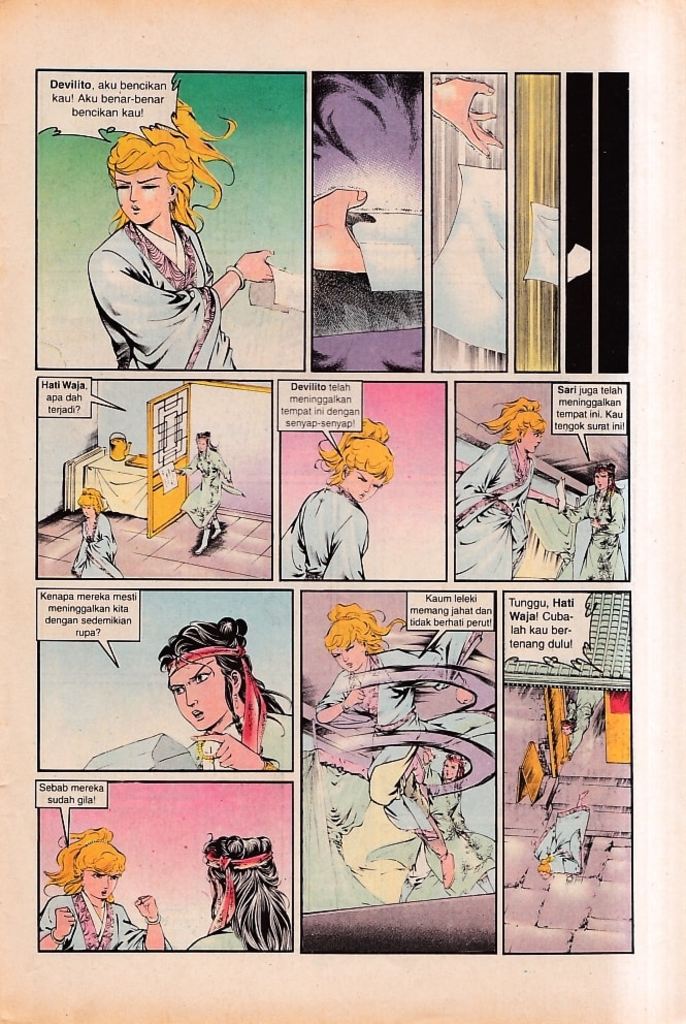 Devilito, aku bencikan
kau! Aku benar-benar
bencikan kau!
Hati Waja,
apa dah
terjadi?
Devilito telah
meninggalkan
tempat ini dengan
senyap-senyap!
Sari juga telah
meninggalkan
tempat ini. Kau
tengok surat ini!
Kenapa mereka mesti
meninggalkan kita
dengan sedemikian
rupa?
Sebab mereka
sudah gila!
Kaum leleki
memang jahat dan
tidak berhati perut!
Tunggu, Hati
Waja! Cuba-
lah kau ber-
tenang dulu!